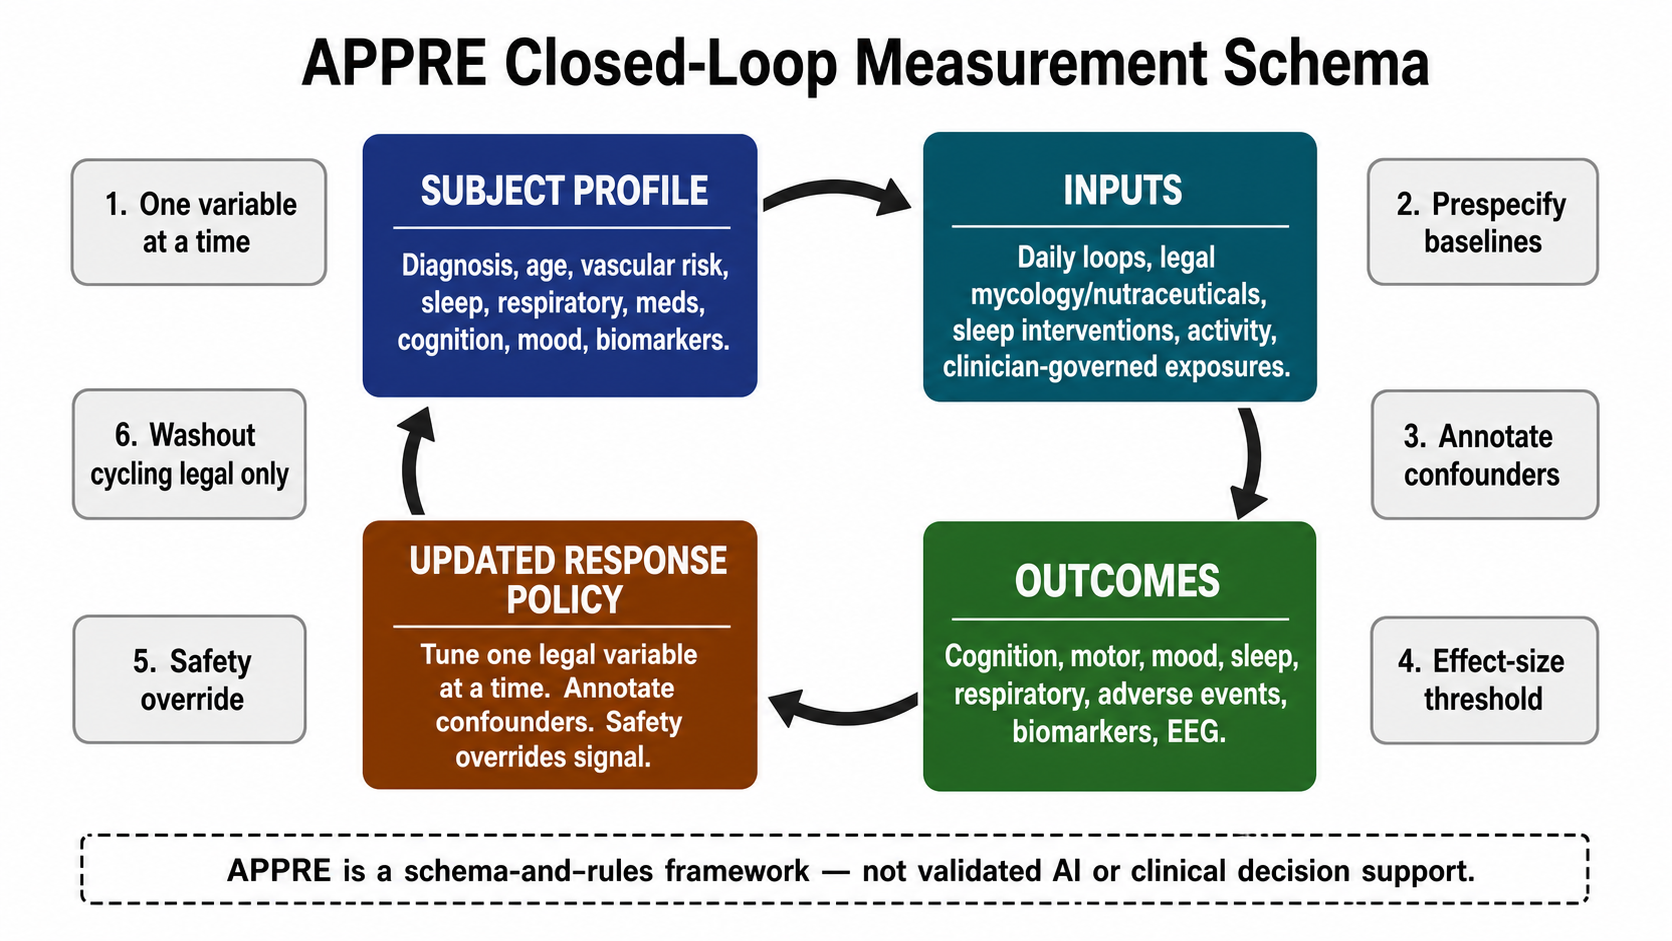 APPRE Closed-Loop Measurement Schema
1. One variable
at a time
SUBJECT PROFILE
Diagnosis, age, vascular risk,
sleep, respiratory, meds,
cognition, mood, biomarkers.
INPUTS
Daily loops, legal
mycology/nutraceuticals,
sleep interventions, activity,
clinician-governed exposures.
2. Prespecify
baselines
6. Washout
cycling legal only
3. Annotate
confounders
5. Safety
override
UPDATED RESPONSE
POLICY
Tune one legal variable
at a time. Annotate
confounders. Safety
overrides signal.
OUTCOMES
Cognition, motor, mood, sleep,
respiratory, adverse events,
biomarkers, EEG.
4. Effect-size
threshold
APPRE is a schema-and–rules framework — not validated AI or clinical decision support.